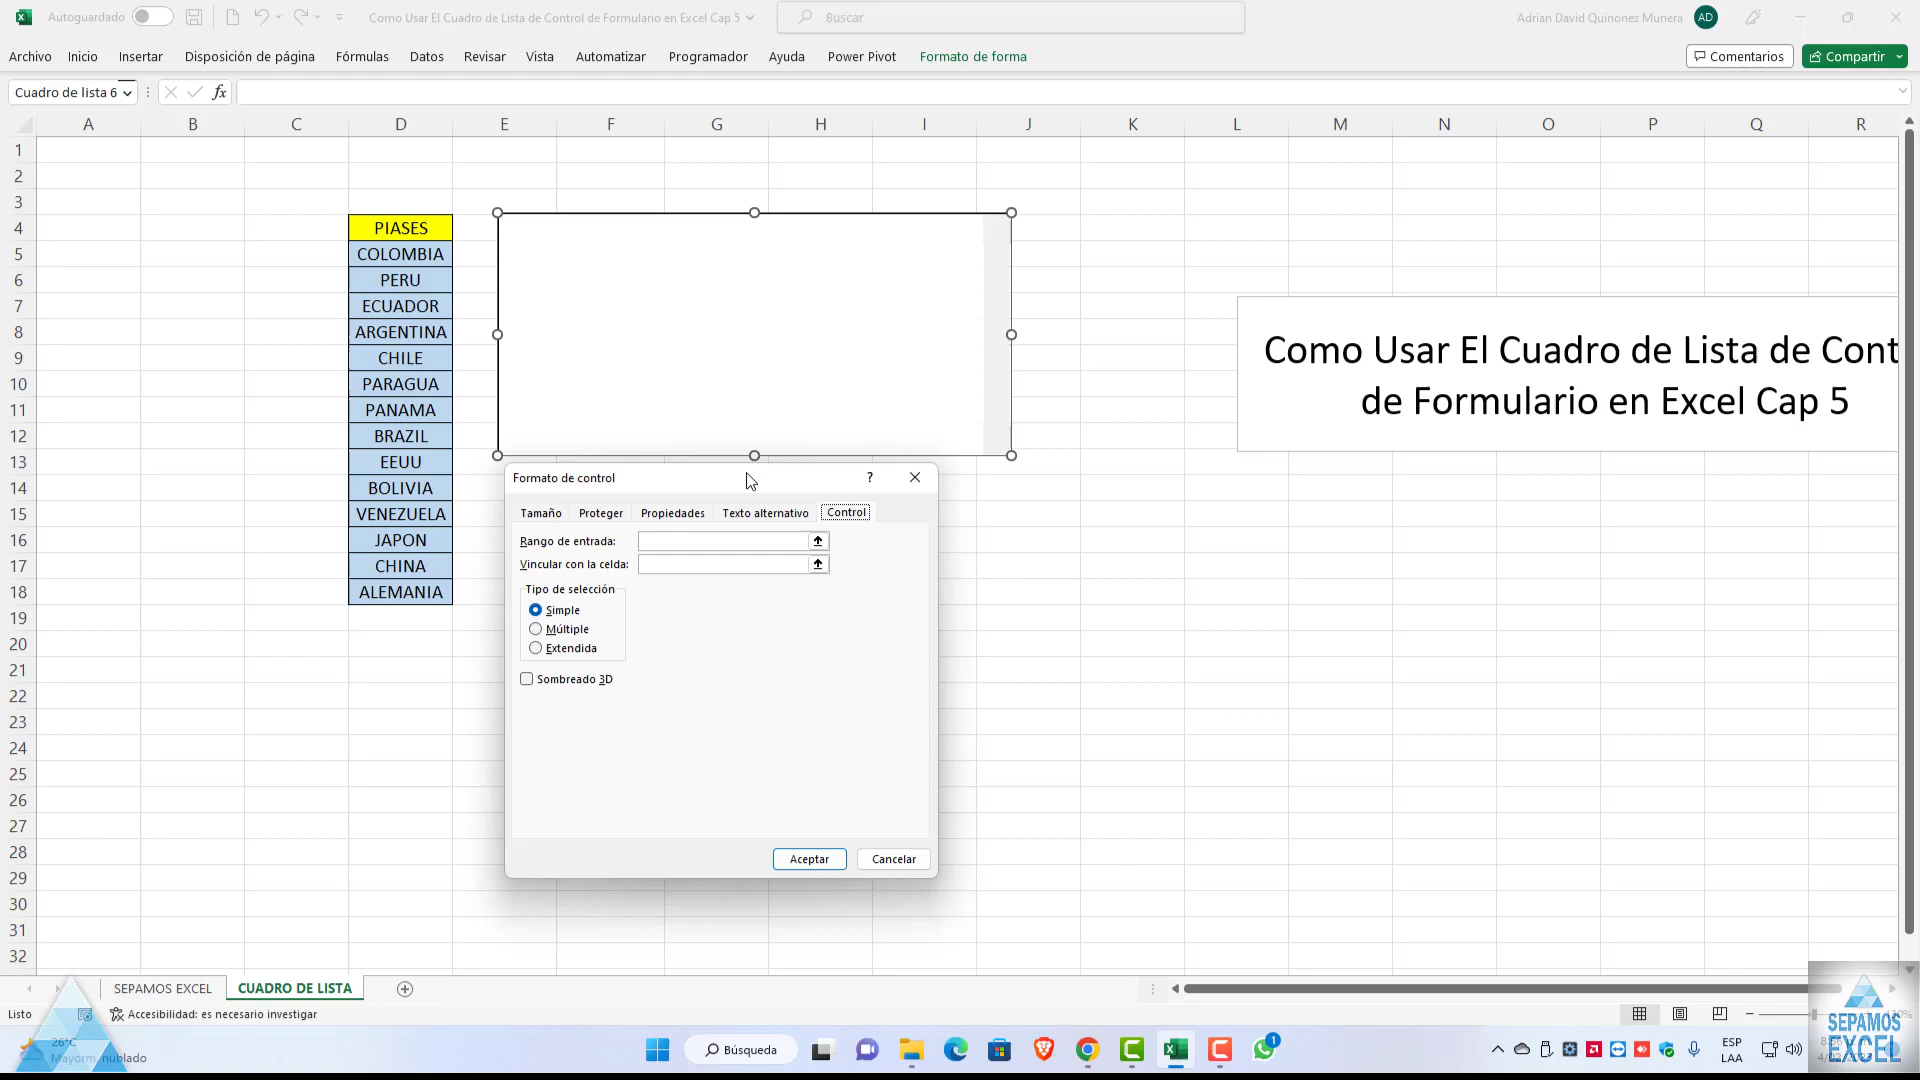 Autoguardado
Como Usar El Cuadro de Lista de Control de Formulario en Excel Cap 5
Buscar
Adrian David Quinonez Munera
AD
Archivo Inicio Insertar Disposición de página Fórmulas Datos Revisar Vista Automatizar Programador Ayuda Power Pivot Formato de forma
Comentarios
Compartir
Cuadro de lista 6
fx
A B C D E F G H I J K L M N O P Q R
1
2
3
4 PIASES
5 COLOMBIA
6 PERU
7 ECUADOR
8 ARGENTINA
9 CHILE
10 PARAGUA
11 PANAMA
12 BRAZIL
13 EEUU
14 BOLIVIA
15 VENEZUELA
16 JAPON
17 CHINA
18 ALEMANIA
19
20
21
22
23
24
25
26
27
28
29
30
31
32
Como Usar El Cuadro de Lista de Cont
de Formulario en Excel Cap 5
Formato de control
?
Tamaño Proteger Propiedades Texto alternativo Control
Rango de entrada:
Vincular con la celda:
Tipo de selección
Simple
Múltiple
Extendida
Sombreado 3D
Aceptar Cancelar
SEPAMOS EXCEL CUADRO DE LISTA
Listo
Accesibilidad: es necesario investigar
26°C
Mayorm. nublado
Búsqueda
1
ESP
LAA
SEPAMOS
EXCEL